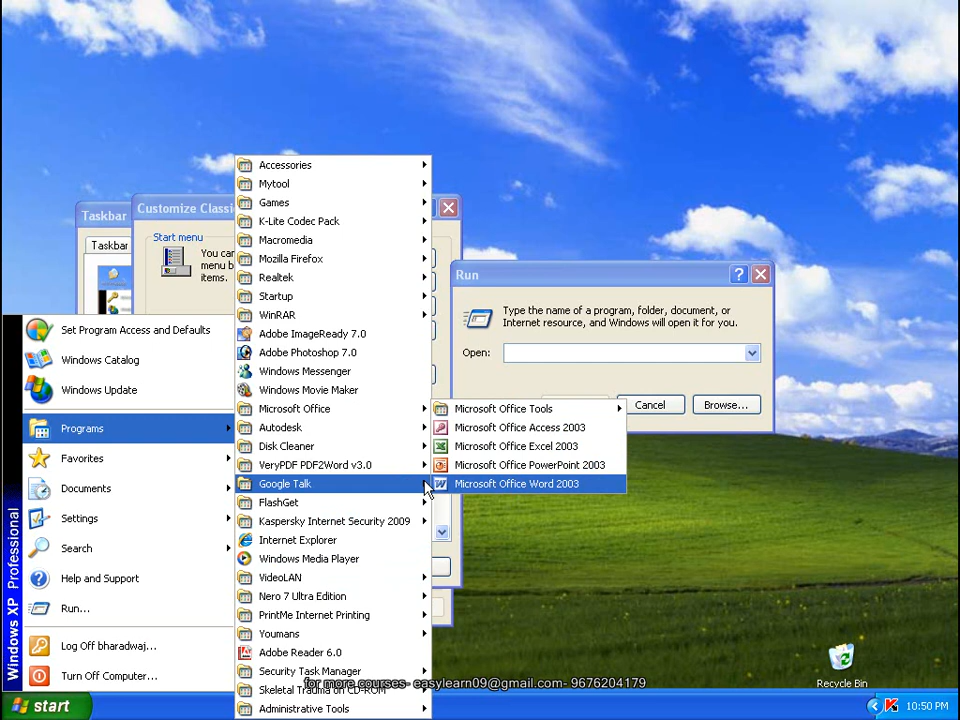 Accessories
Mytool
Games
K-Lite Codec Pack
Macromedia
Mozilla Firefox
Realtek
Startup
WinRAR
Adobe ImageReady 7.0
Adobe Photoshop 7.0
Windows Messenger
Windows Movie Maker
Microsoft Office
Autodesk
Disk Cleaner
VeryPDF PDF2Word v3.0
Google Talk
FlashGet
Kaspersky Internet Security 2009
Internet Explorer
Windows Media Player
VideoLAN
Nero 7 Ultra Edition
PrintMe Internet Printing
Youmans
Adobe Reader 6.0
Security Task Manager
Skeletal Trauma on CD-ROM
Administrative Tools
Taskbar
Customize Classi
Taskbar
Start menu
You can
menu b
items.
Run
Type the name of a program, folder, document, or
Internet resource, and Windows will open it for you.
Open:
Cancel
Browse...
Microsoft Office Tools
Microsoft Office Access 2003
Microsoft Office Excel 2003
Microsoft Office PowerPoint 2003
Microsoft Office Word 2003
Set Program Access and Defaults
Windows Catalog
Windows Update
Programs
Favorites
Documents
Settings
Search
Help and Support
Run...
Log Off bharadwaj...
Turn Off Computer...
Windows XP Professional
Recycle Bin
for more courses- easylearn09@gmail.com- 9676204179
start
10:50 PM